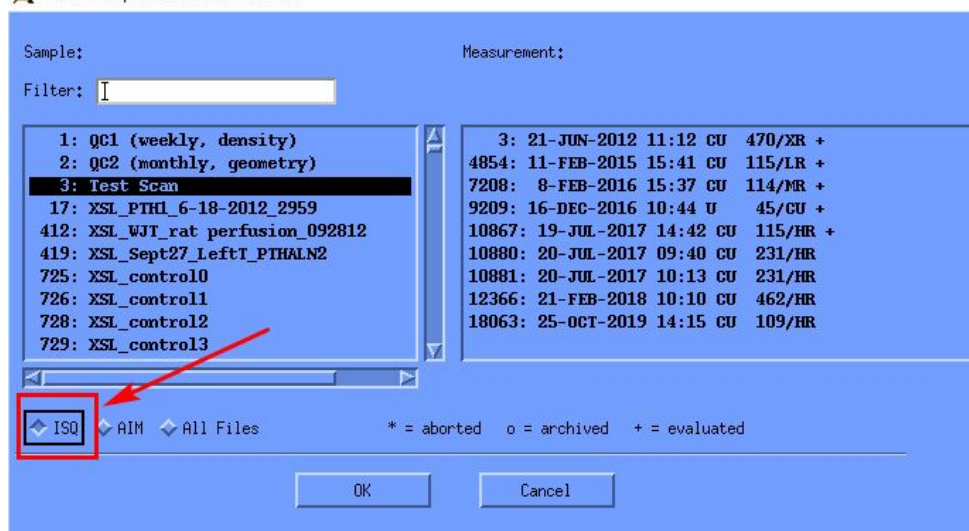 Sample:
Filter:
1: QC1 (weekly, density)
2: QC2 (monthly, geometry)
3: Test Scan
17: XSL_PTH1_6-18-2012_2959
412: XSL_WJT_rat perfusion_092812
419: XSL_Sept27_LeftT_PTHALN2
725: XSL_control0
726: XSL_control1
728: XSL_control2
729: XSL_control3
Measurement:
3: 21-JUN-2012 11:12 CU 470/XR +
4854: 11-FEB-2015 15:41 CU 115/LR +
7208: 8-FEB-2016 15:37 CU 114/MR +
9209: 16-DEC-2016 10:44 U 45/CU +
10867: 19-JUL-2017 14:42 CU 115/HR +
10880: 20-JUL-2017 09:40 CU 231/HR
10881: 20-JUL-2017 10:13 CU 231/HR
12366: 21-FEB-2018 10:10 CU 462/HR
18063: 25-OCT-2019 14:15 CU 109/HR
ISQ AIM All Files * = aborted o = archived + = evaluated
OK Cancel